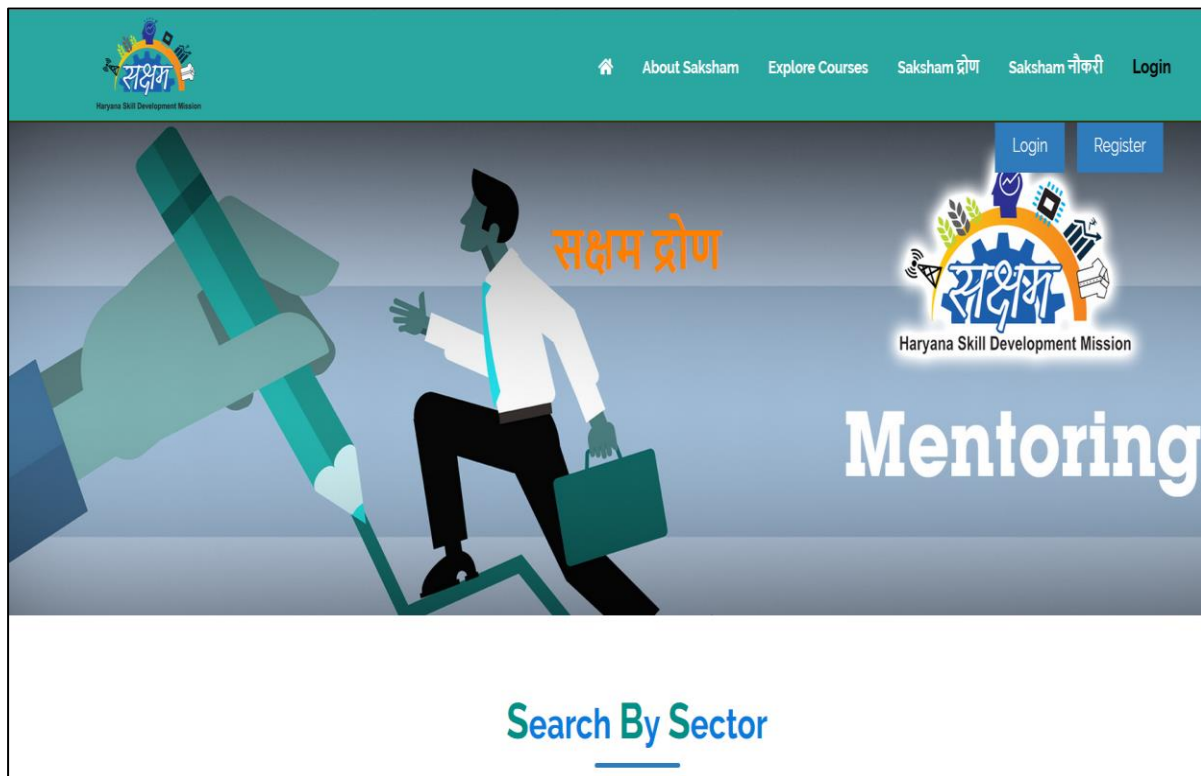 सक्षम
Haryana Skill Development Mission
About Saksham
Explore Courses
Saksham द्रोण
Saksham नौकरी
Login
Login
Register
सक्षम द्रोण
सक्षम
Haryana Skill Development Mission
Mentoring
Search By Sector